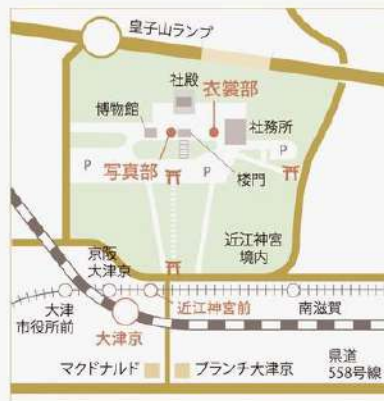 皇子山ランプ
社殿
衣裳部
博物館
社務所
P
写真部
P
楼門
P
近江神宮
境内
京阪
大津京
大津
市役所前
近江神宮前
南滋賀
大津京
マクドナルド
ブランチ大津京
県道
558号線